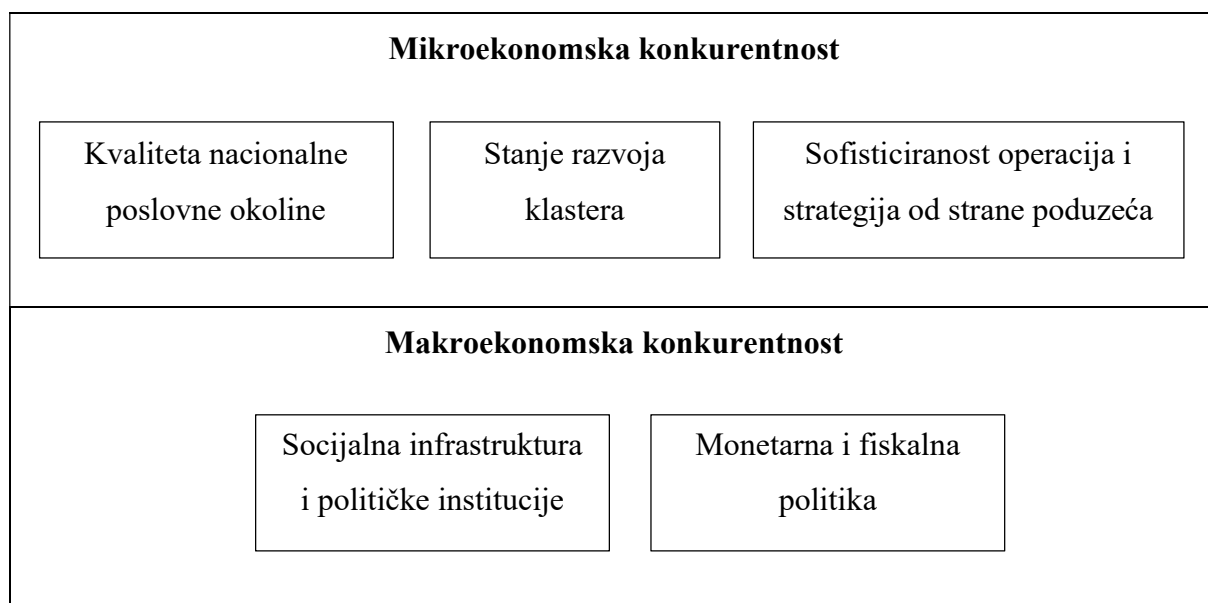 Mikroekonomska konkurentnost
Kvaliteta nacionalne
poslovne okoline
Stanje razvoja
klastera
Sofisticiranost operacija i
strategija od strane poduzeća
Makroekonomska konkurentnost
Socijalna infrastruktura
i političke institucije
Monetarna i fiskalna
politika